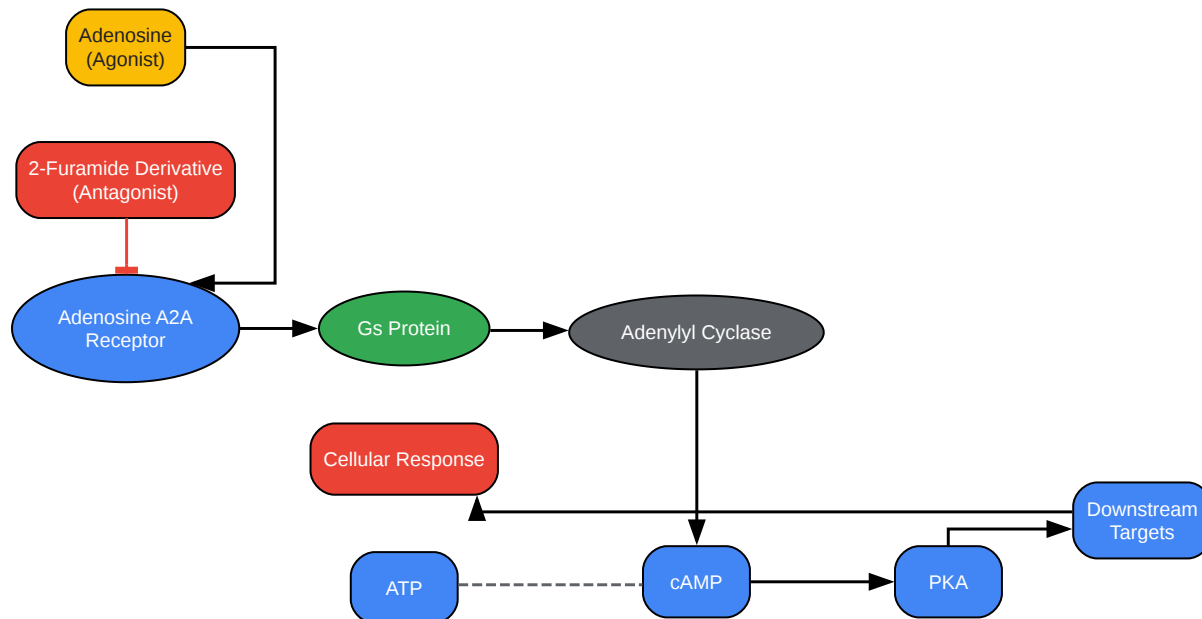 Adenosine
(Agonist)
2-Furamide Derivative
(Antagonist)
Adenosine A2A
Receptor
Gs Protein
Adenylyl Cyclase
Cellular Response
Downstream
Targets
ATP
cAMP
PKA